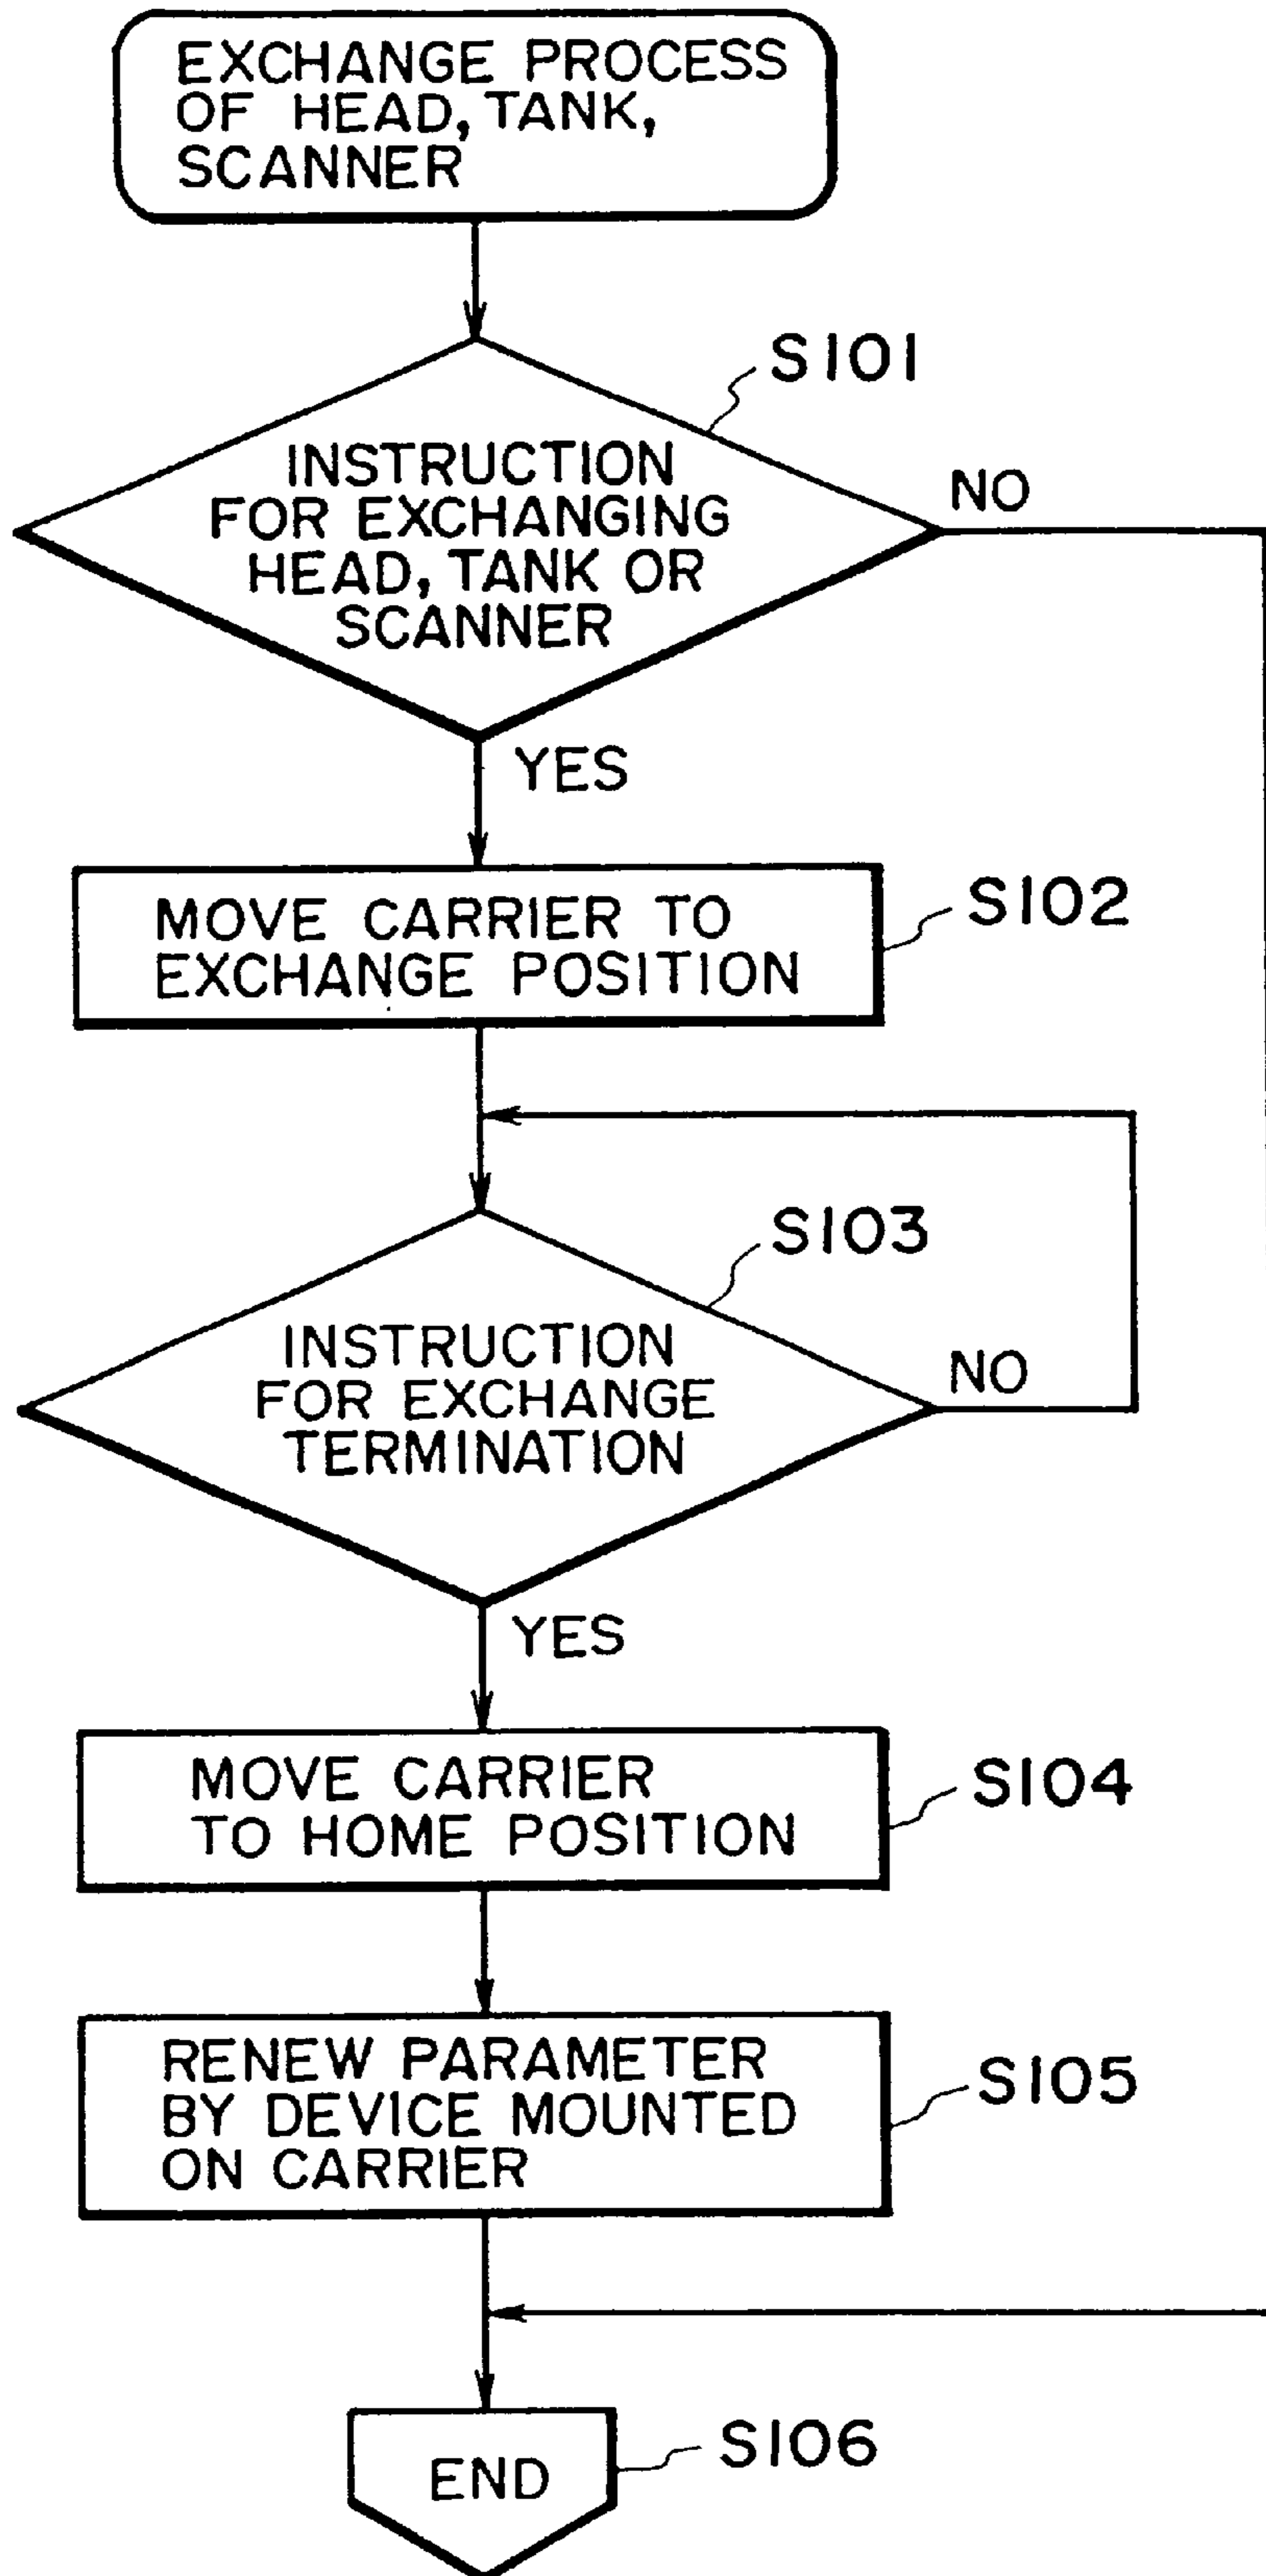 EXCHANGE PROCESS
OF HEAD, TANK,
SCANNER
S101
INSTRUCTION
FOR EXCHANGING
HEAD, TANK OR
SCANNER
NO
YES
S102
MOVE CARRIER TO
EXCHANGE POSITION
S103
INSTRUCTION
FOR EXCHANGE
TERMINATION
NO
YES
S104
MOVE CARRIER
TO HOME POSITION
S105
RENEW PARAMETER
BY DEVICE MOUNTED
ON CARRIER
S106
END